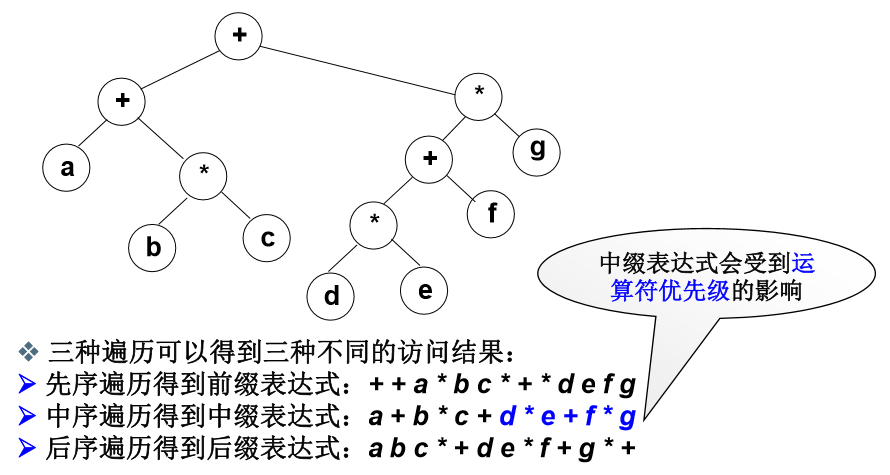 +
+ *
a * + g
b c * f
d e
中缀表达式会受到运
算符优先级的影响
❖ 三种遍历可以得到三种不同的访问结果:
➢ 先序遍历得到前缀表达式: + + a * b c * + * d e f g
➢ 中序遍历得到中缀表达式: a + b * c + d * e + f * g
➢ 后序遍历得到后缀表达式: a b c * + d e * f + g * +